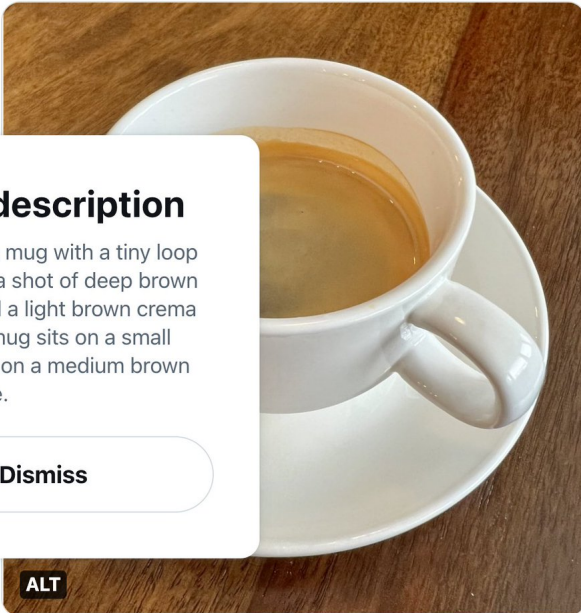 description
mug with a tiny loop
a shot of deep brown
a light brown crema
mug sits on a small
on a medium brown
Dismiss
ALT